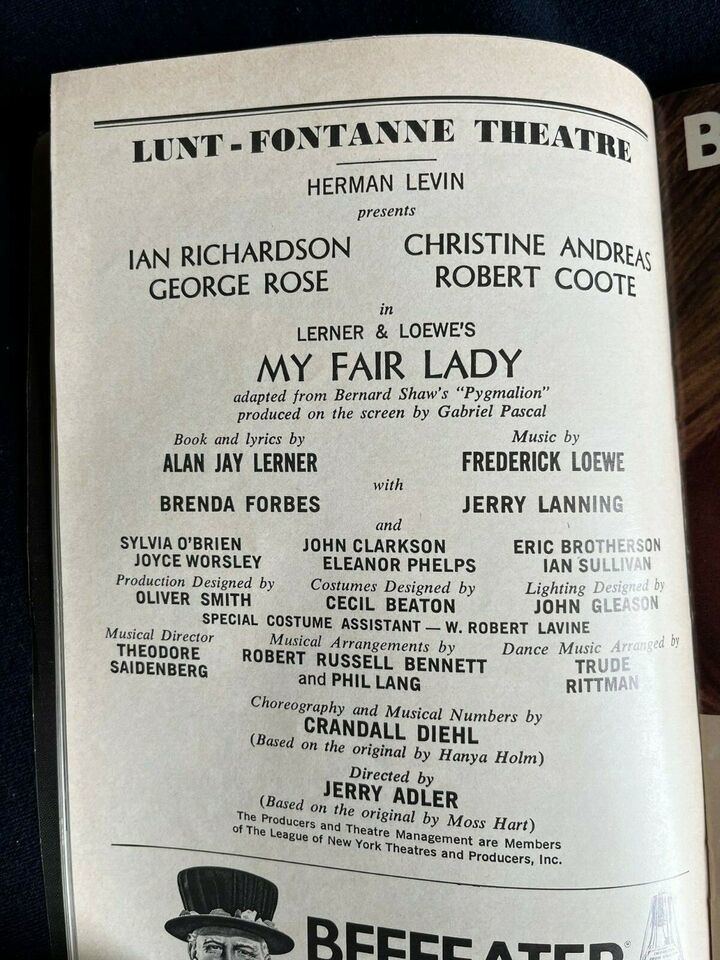 LUNT-FONTANNE THEATRE
HERMAN LEVIN
presents
IAN RICHARDSON CHRISTINE ANDREAS
GEORGE ROSE ROBERT COOTE
in
LERNER & LOEWE'S
MY FAIR LADY
adapted from Bernard Shaw's "Pygmalion"
produced on the screen by Gabriel Pascal
Book and lyrics by Music by
ALAN JAY LERNER FREDERICK LOEWE
with
BRENDA FORBES JERRY LANNING
and
SYLVIA O'BRIEN JOHN CLARKSON ERIC BROTHERSON
JOYCE WORSLEY ELEANOR PHELPS IAN SULLIVAN
Production Designed by Costumes Designed by Lighting Designed by
OLIVER SMITH CECIL BEATON JOHN GLEASON
SPECIAL COSTUME ASSISTANT — W. ROBERT LAVINE
Musical Director Musical Arrangements by Dance Music Arranged by
THEODORE ROBERT RUSSELL BENNETT TRUDE
SAIDENBERG and PHIL LANG RITTMAN
Choreography and Musical Numbers by
CRANDALL DIEHL
(Based on the original by Hanya Holm)
Directed by
JERRY ADLER
(Based on the original by Moss Hart)
The Producers and Theatre Management are Members
of The League of New York Theatres and Producers, Inc.
BEEFEATER®
B